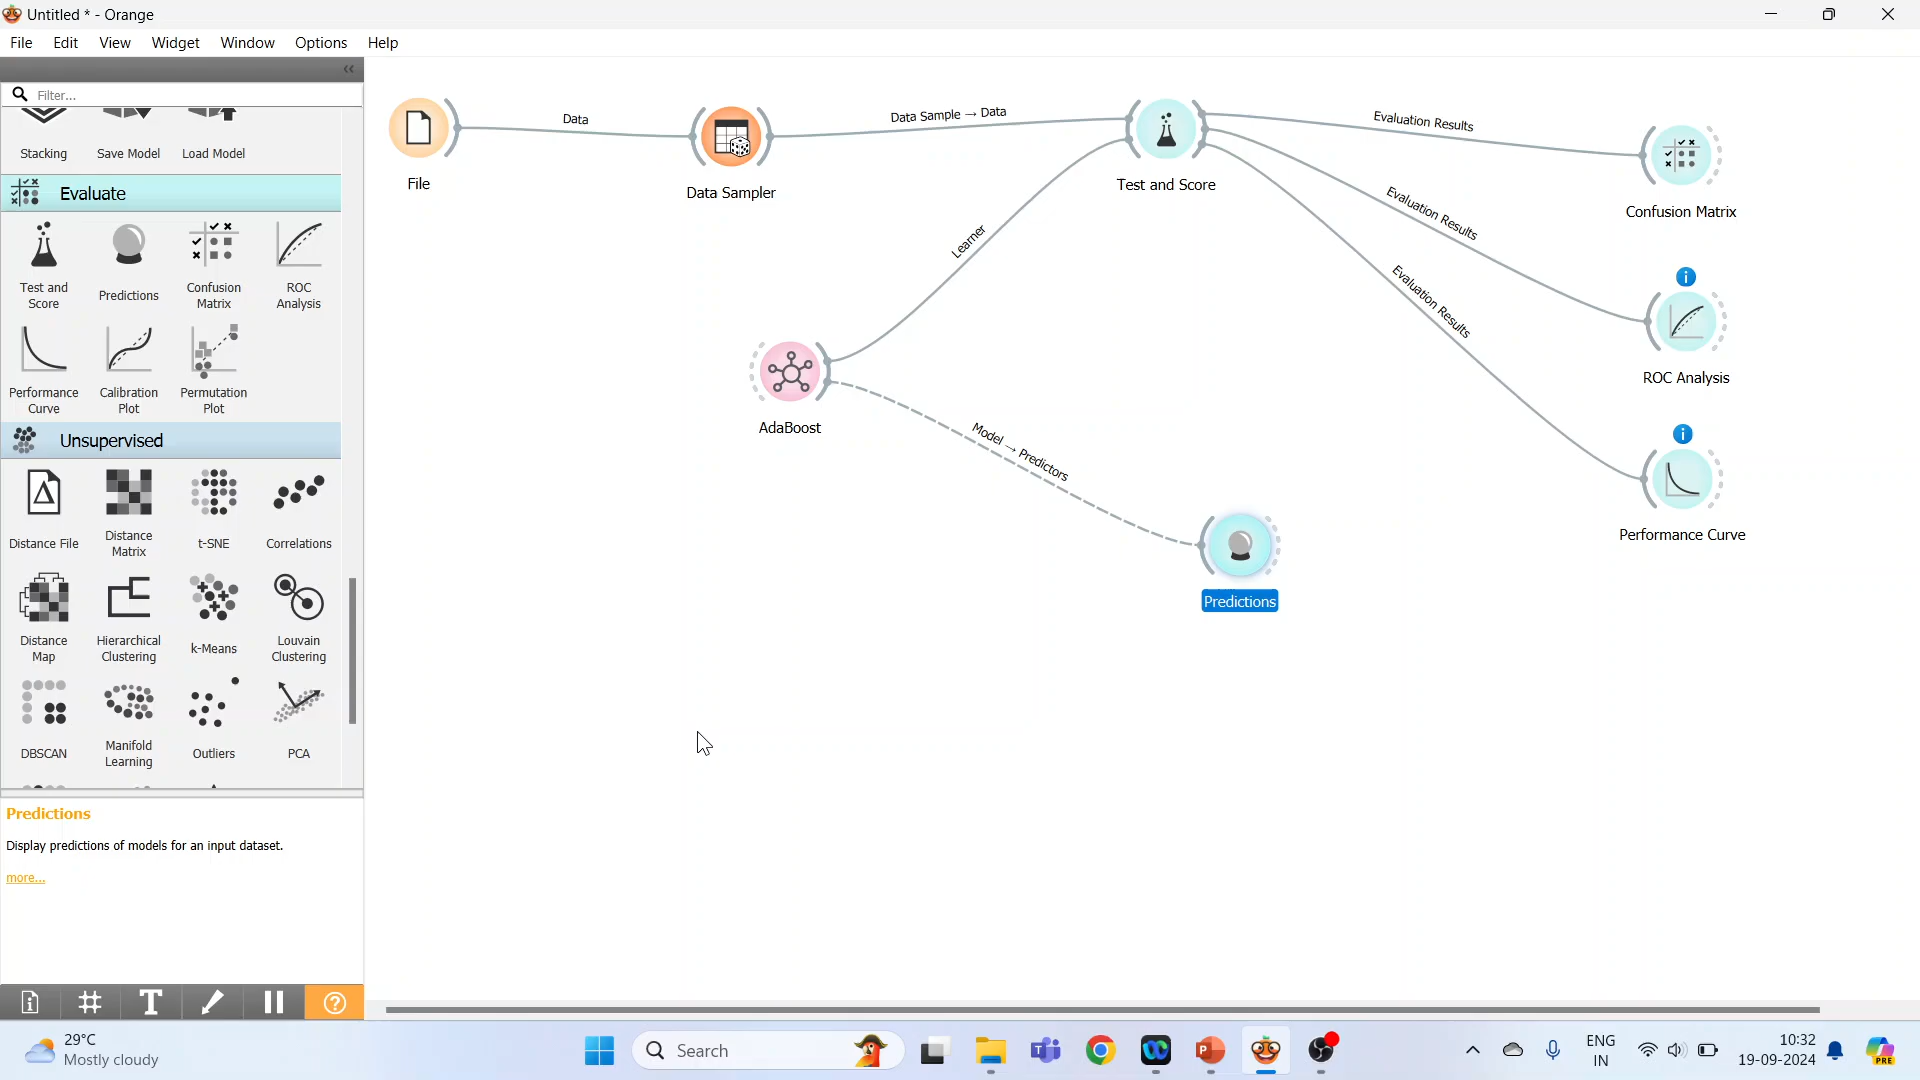 Untitled * - Orange
File Edit View Widget Window Options Help
Filter...
Stacking Save Model Load Model
Evaluate
Test and Score
Predictions
Confusion Matrix
ROC Analysis
Performance Curve
Calibration Plot
Permutation Plot
Unsupervised
Distance File
Distance Matrix
t-SNE
Correlations
Distance Map
Hierarchical Clustering
k-Means
Louvain Clustering
DBSCAN
Manifold Learning
Outliers
PCA
Predictions
Display predictions of models for an input dataset.
more...
File
Data
Data Sampler
Data Sample → Data
Test and Score
Learner
AdaBoost
Model → Predictors
Predictions
Evaluation Results
Evaluation Results
Evaluation Results
Confusion Matrix
ROC Analysis
Performance Curve
29°C
Mostly cloudy
Search
ENG
IN
10:32
19-09-2024
PRE